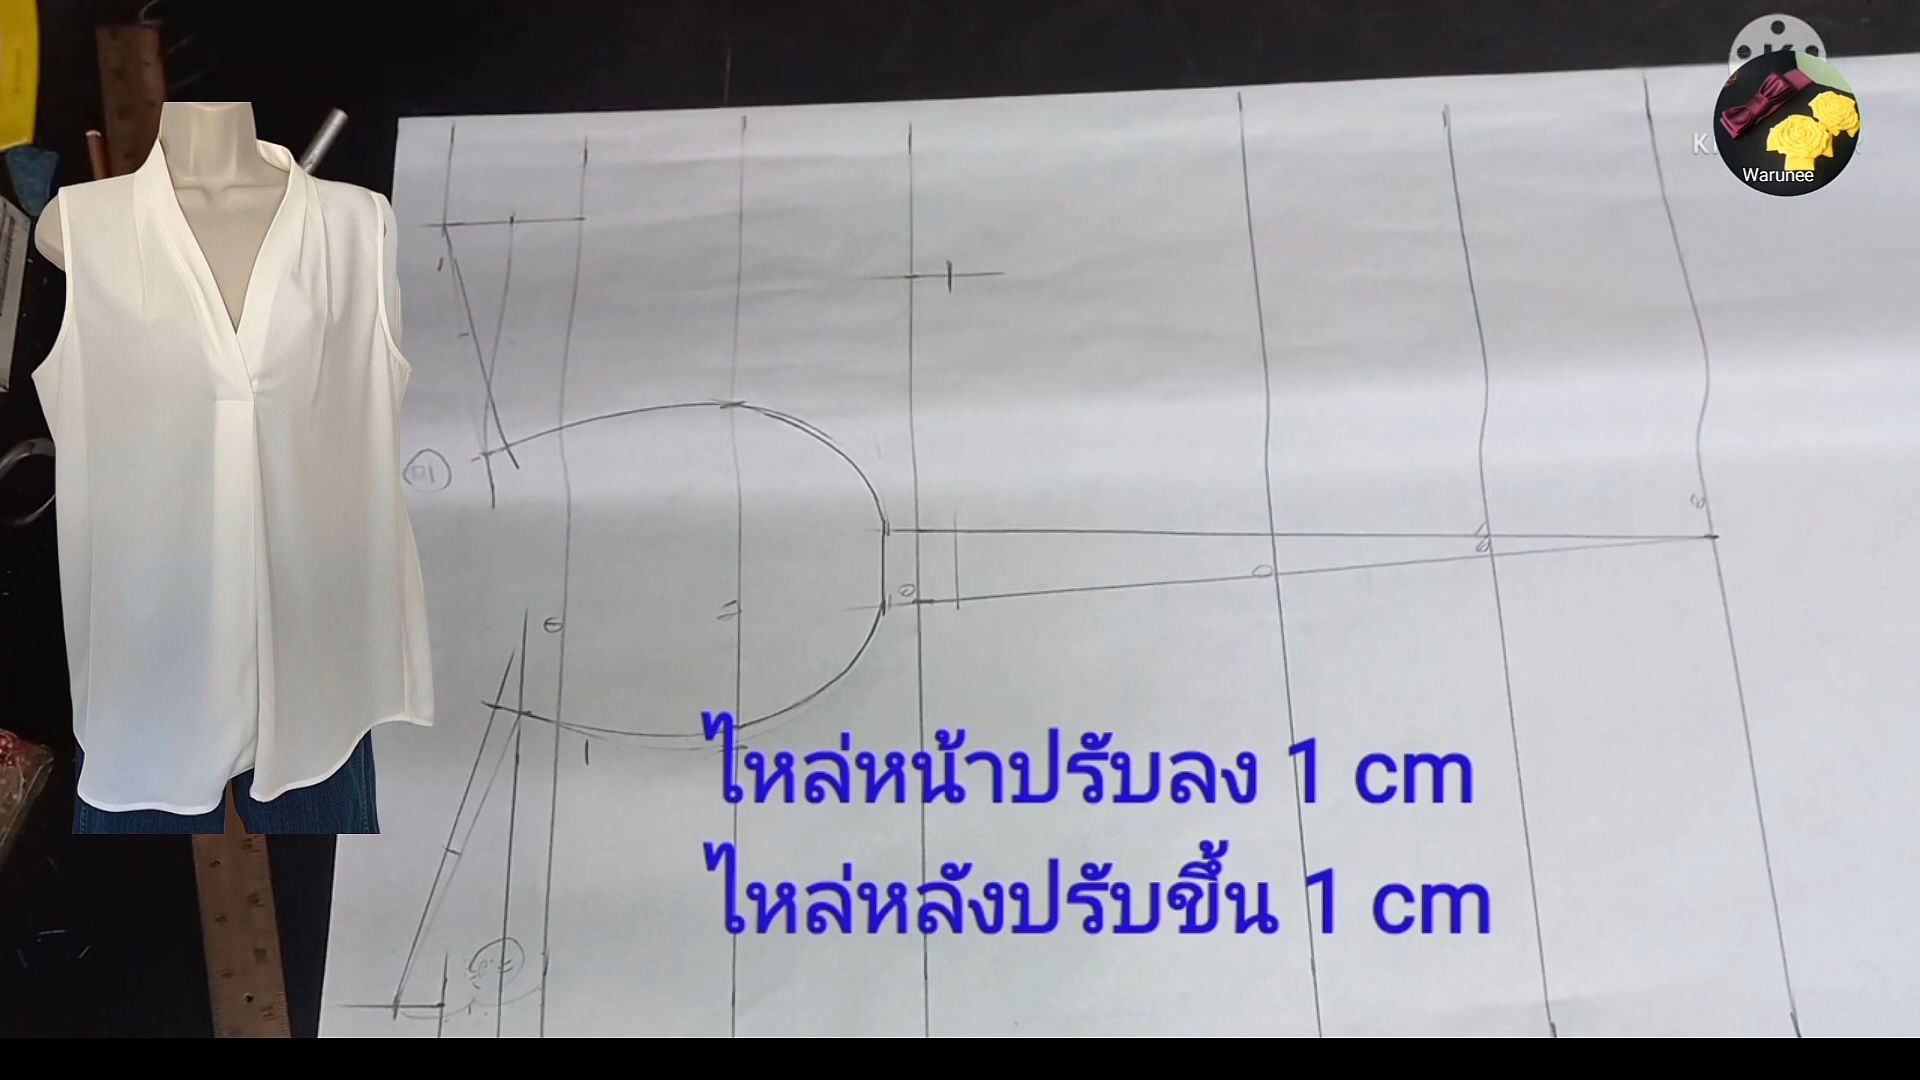 Warunee
ไหล่หน้าปรับลง 1 cm
ไหล่หลังปรับขึ้น 1 cm